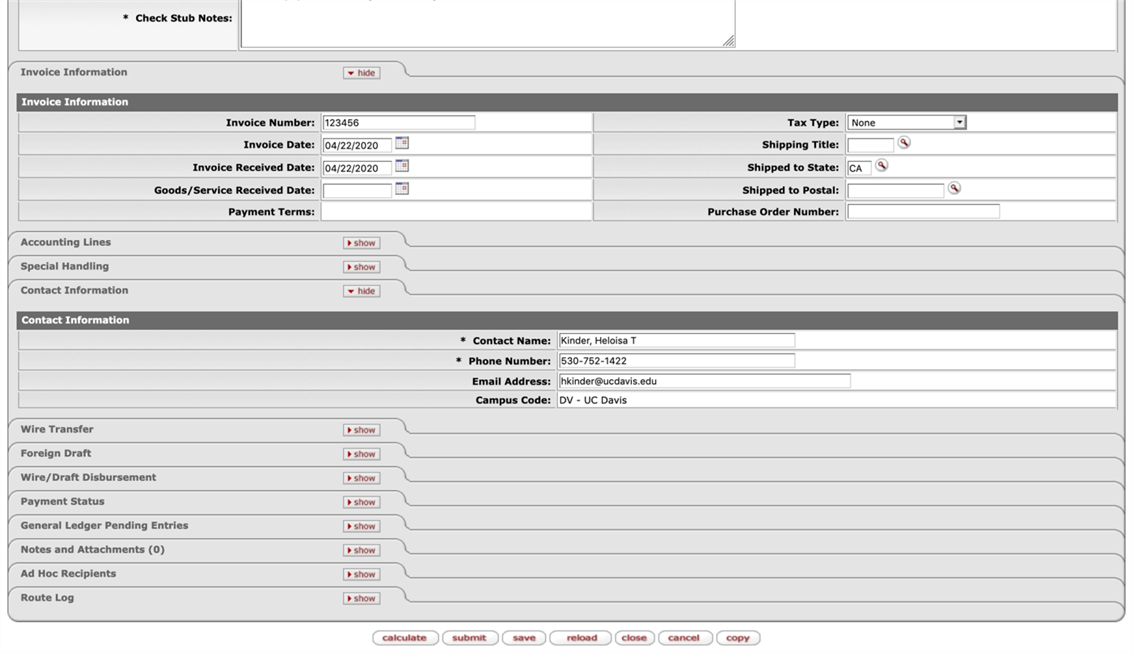 * Check Stub Notes:
Invoice Information hide
Invoice Information
Invoice Number: 123456 Tax Type: None
Invoice Date: 04/22/2020 Shipping Title:
Invoice Received Date: 04/22/2020 Shipped to State: CA
Goods/Service Received Date: Shipped to Postal:
Payment Terms: Purchase Order Number:
Accounting Lines show
Special Handling show
Contact Information hide
Contact Information
* Contact Name: Kinder, Heloisa T
* Phone Number: 530-752-1422
Email Address: hkinder@ucdavis.edu
Campus Code: DV - UC Davis
Wire Transfer show
Foreign Draft show
Wire/Draft Disbursement show
Payment Status show
General Ledger Pending Entries show
Notes and Attachments (0) show
Ad Hoc Recipients show
Route Log show
calculate submit save reload close cancel copy